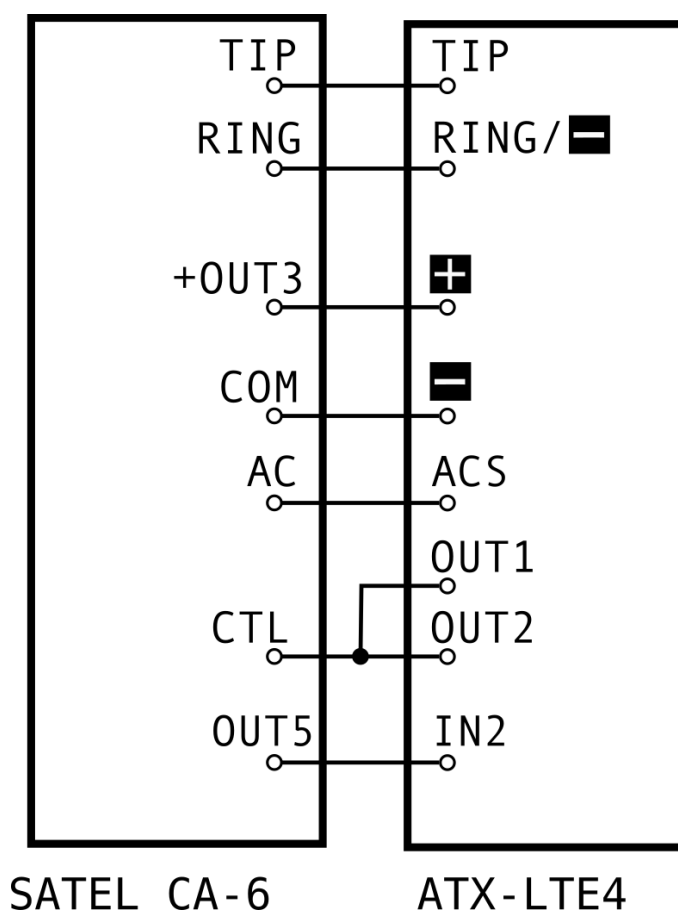 TIP TIP
RING RING/−
+OUT3 +
COM −
AC ACS
OUT1
CTL OUT2
OUT5 IN2
SATEL CA-6 ATX-LTE4